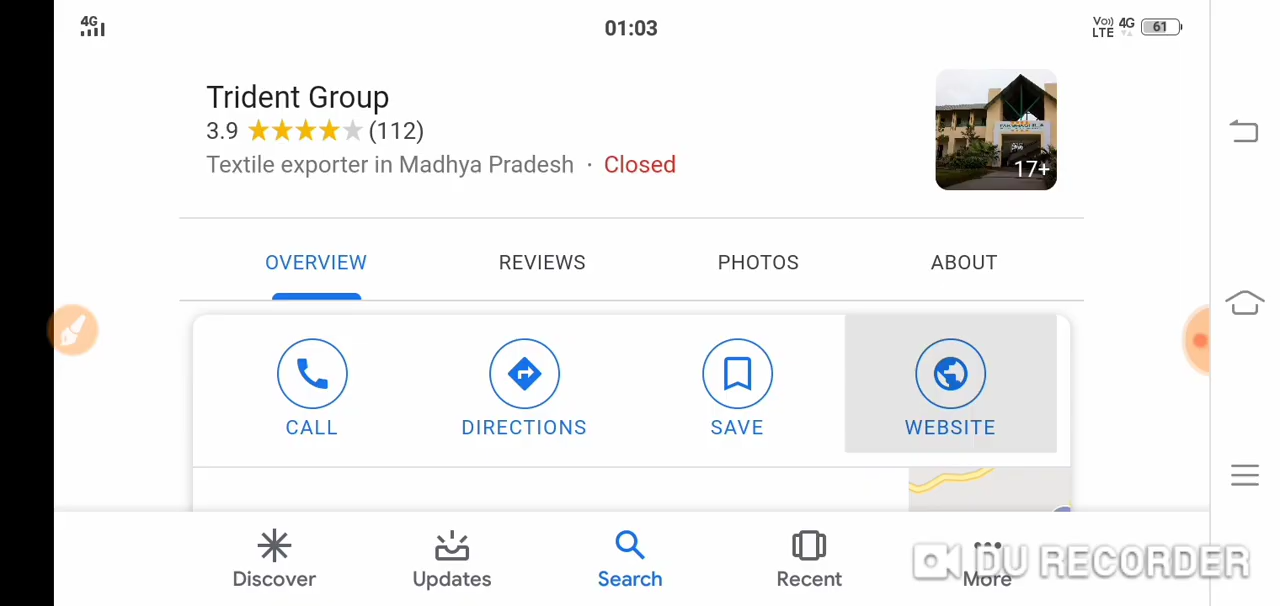 4G
01:03
Vo)) LTE 4G 61
Trident Group
3.9 (112)
Textile exporter in Madhya Pradesh · Closed
17+
OVERVIEW REVIEWS PHOTOS ABOUT
CALL DIRECTIONS SAVE WEBSITE
Discover Updates Search Recent More
DU RECORDER